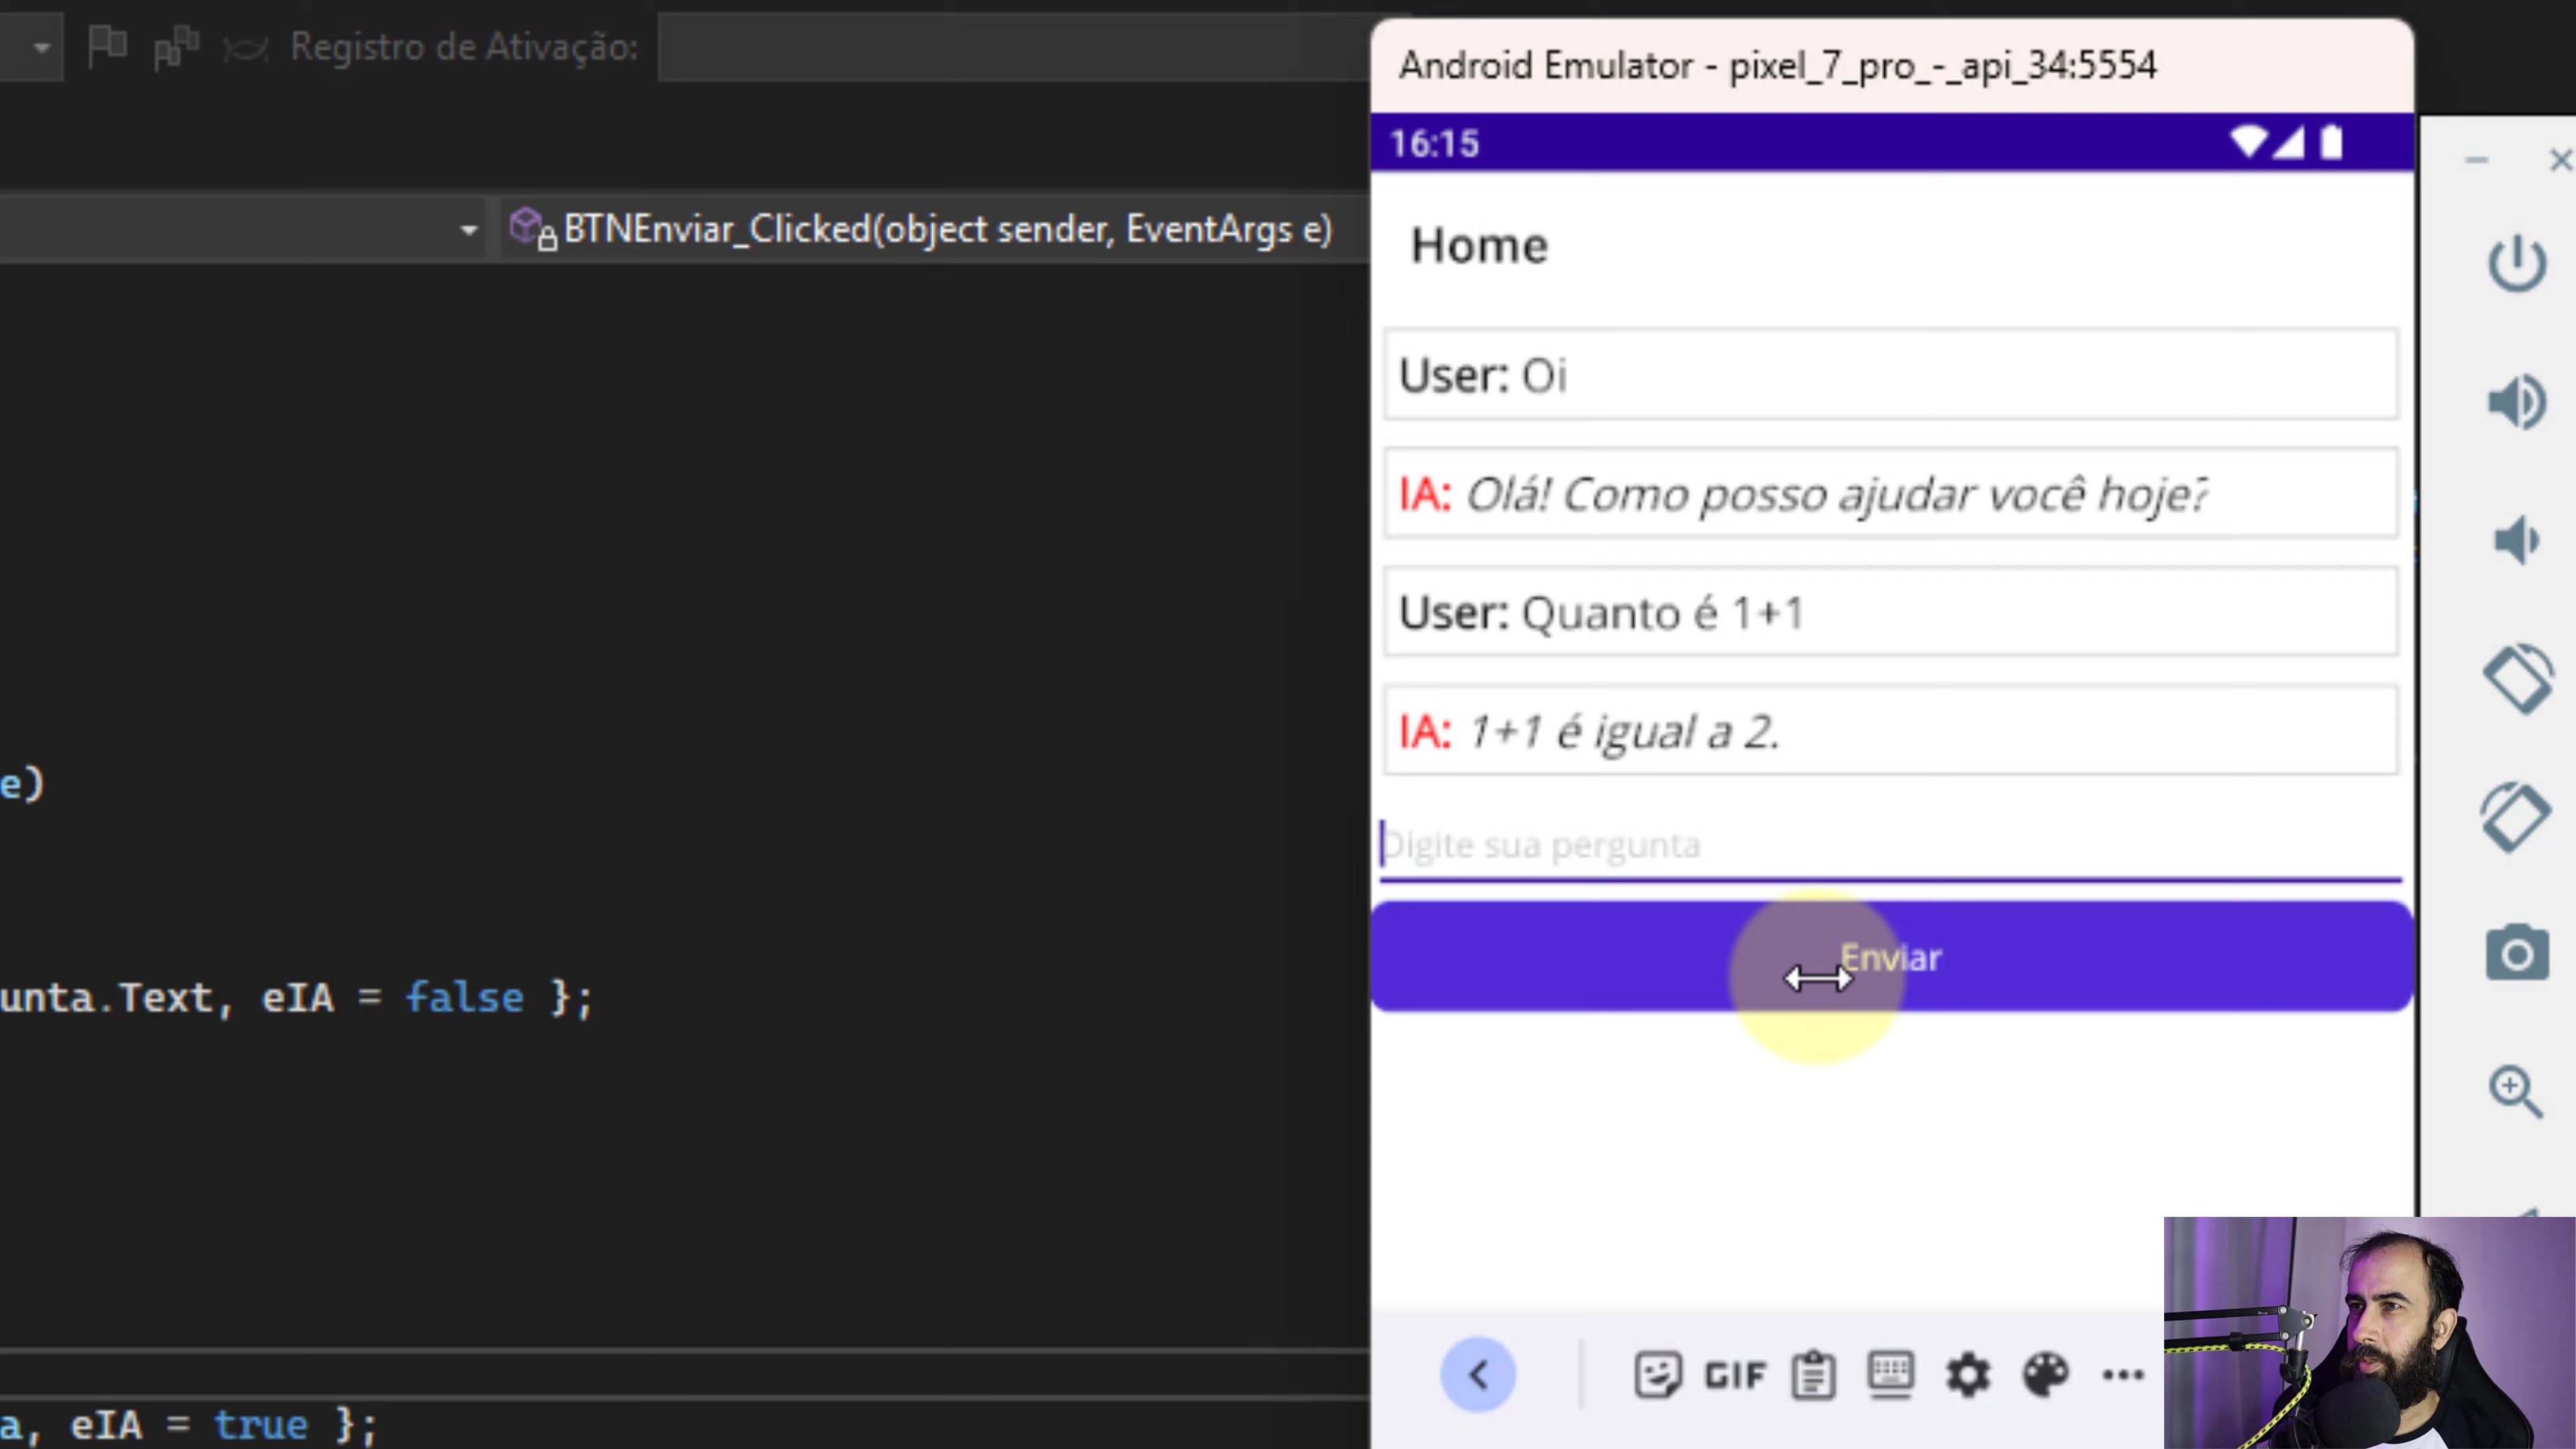 Registro de Ativação:
BTNEnviar_Clicked(object sender, EventArgs e)
e)
unta.Text, eIA = false };
a, eIA = true };
Android Emulator - pixel_7_pro_-_api_34:5554
16:15
Home
User: Oi
IA: Olá! Como posso ajudar você hoje?
User: Quanto é 1+1
IA: 1+1 é igual a 2.
Digite sua pergunta
Enviar
GIF